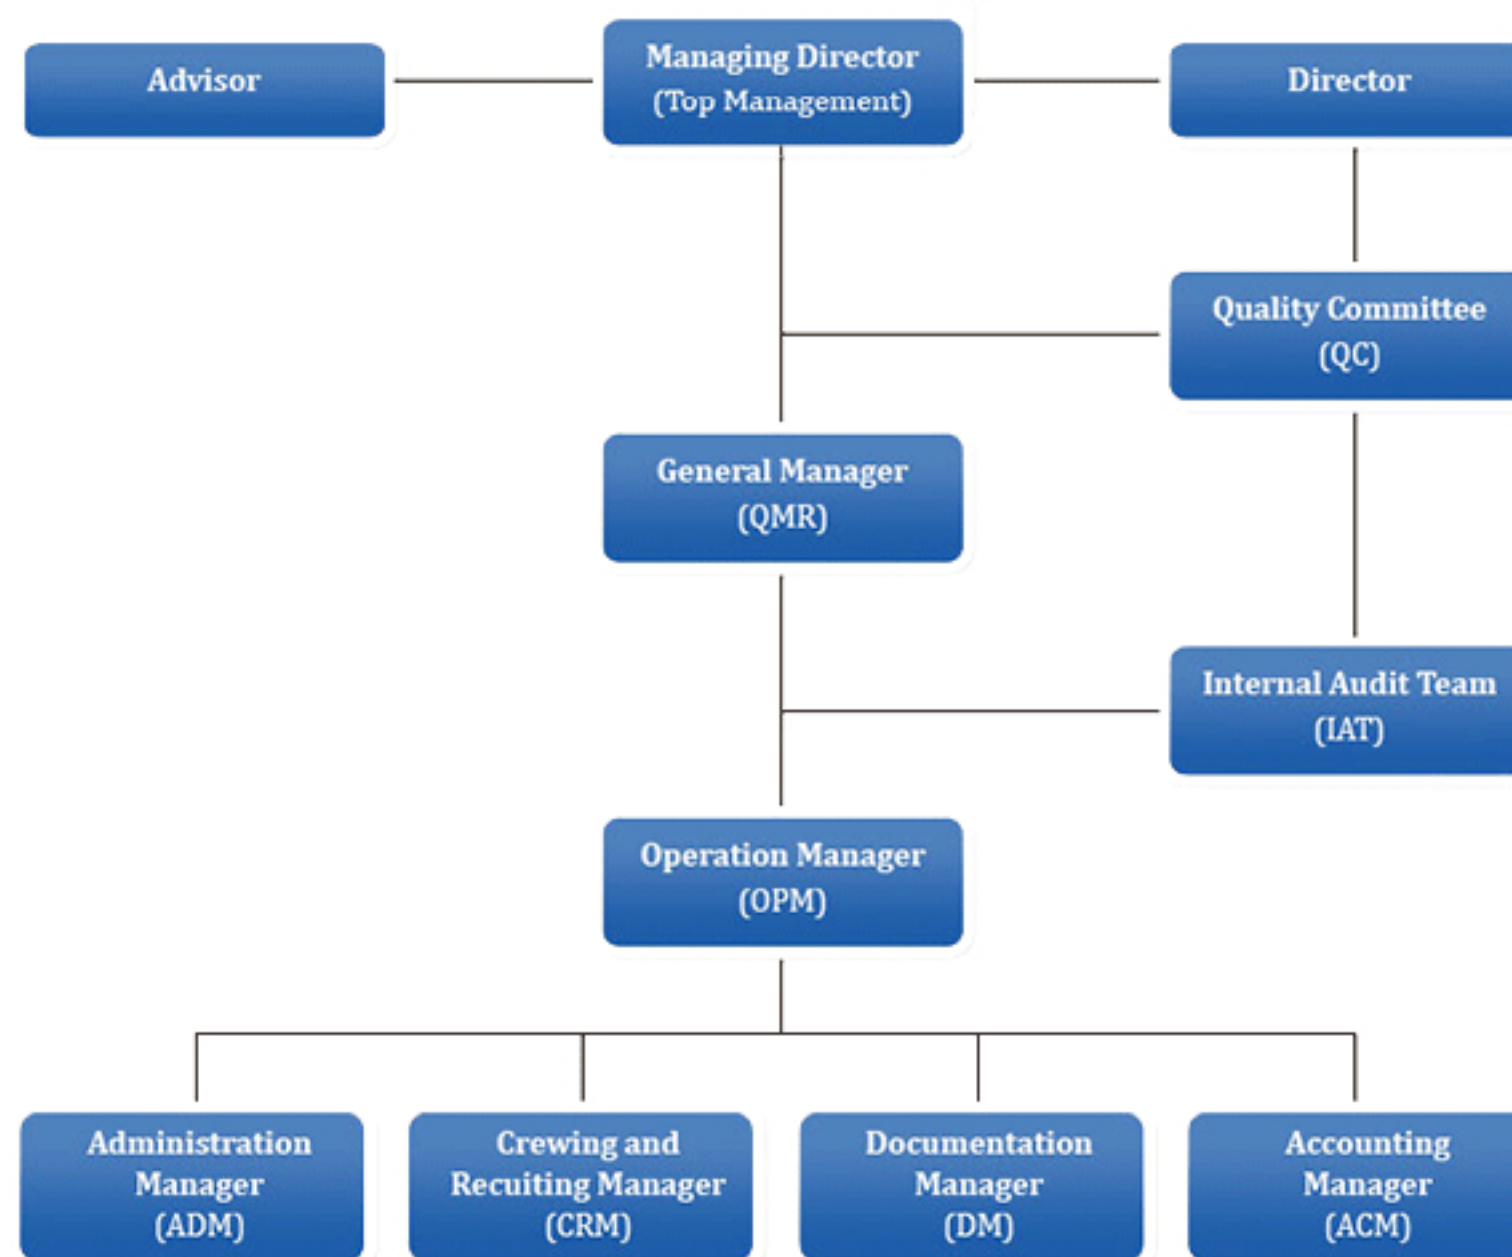 Advisor
Managing Director
(Top Management)
Director
Quality Committee
(QC)
General Manager
(QMR)
Internal Audit Team
(IAT)
Operation Manager
(OPM)
Administration
Manager
(ADM)
Crewing and
Recuiting Manager
(CRM)
Documentation
Manager
(DM)
Accounting
Manager
(ACM)